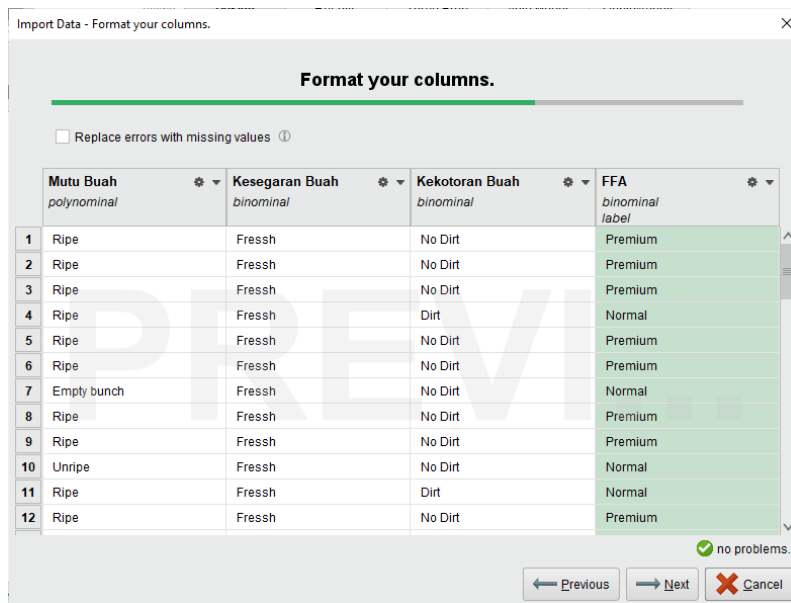 Import Data - Format your columns.
Format your columns.
Replace errors with missing values
Mutu Buah Kesegaran Buah Kekotoran Buah FFA
polynominal binominal binominal binominal
label
1 Ripe Fressh No Dirt Premium
2 Ripe Fressh No Dirt Premium
3 Ripe Fressh No Dirt Premium
4 Ripe Fressh Dirt Normal
5 Ripe Fressh No Dirt Premium
6 Ripe Fressh No Dirt Premium
7 Empty bunch Fressh No Dirt Normal
8 Ripe Fressh No Dirt Premium
9 Ripe Fressh No Dirt Premium
10 Unripe Fressh No Dirt Normal
11 Ripe Fressh Dirt Normal
12 Ripe Fressh No Dirt Premium
PREVI...
no problems.
Previous Next Cancel